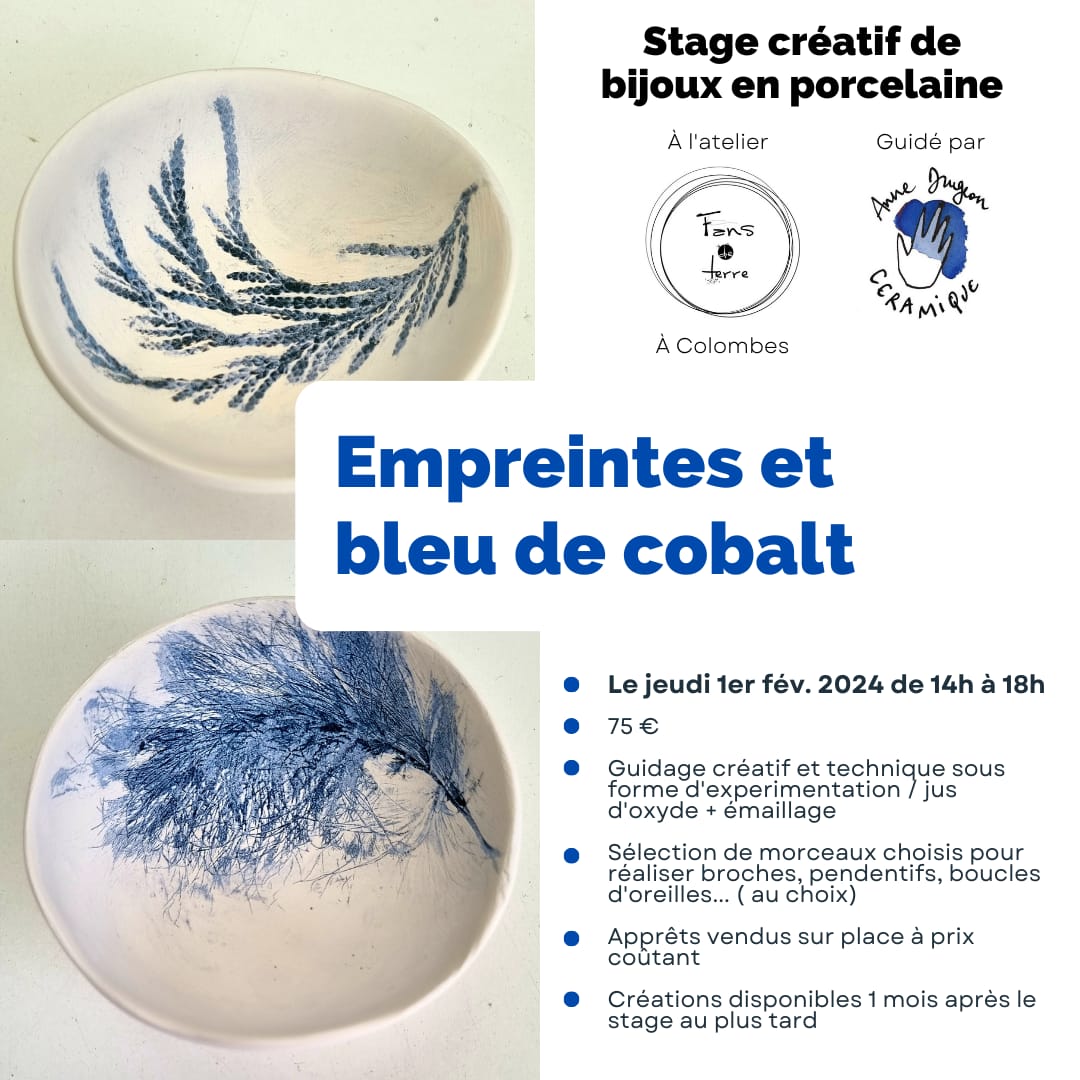 Stage créatif de
bijoux en porcelaine
À l'atelier
Fans
terre
À Colombes
Guidé par
Anne Jugeon
CERAMIQUE
Empreintes et
bleu de cobalt
Le jeudi 1er fév. 2024 de 14h à 18h
75 €
Guidage créatif et technique sous
forme d'experimentation / jus
d'oxyde + émaillage
Sélection de morceaux choisis pour
réaliser broches, pendentifs, boucles
d'oreilles... ( au choix)
Apprêts vendus sur place à prix
coûtant
Créations disponibles 1 mois après le
stage au plus tard